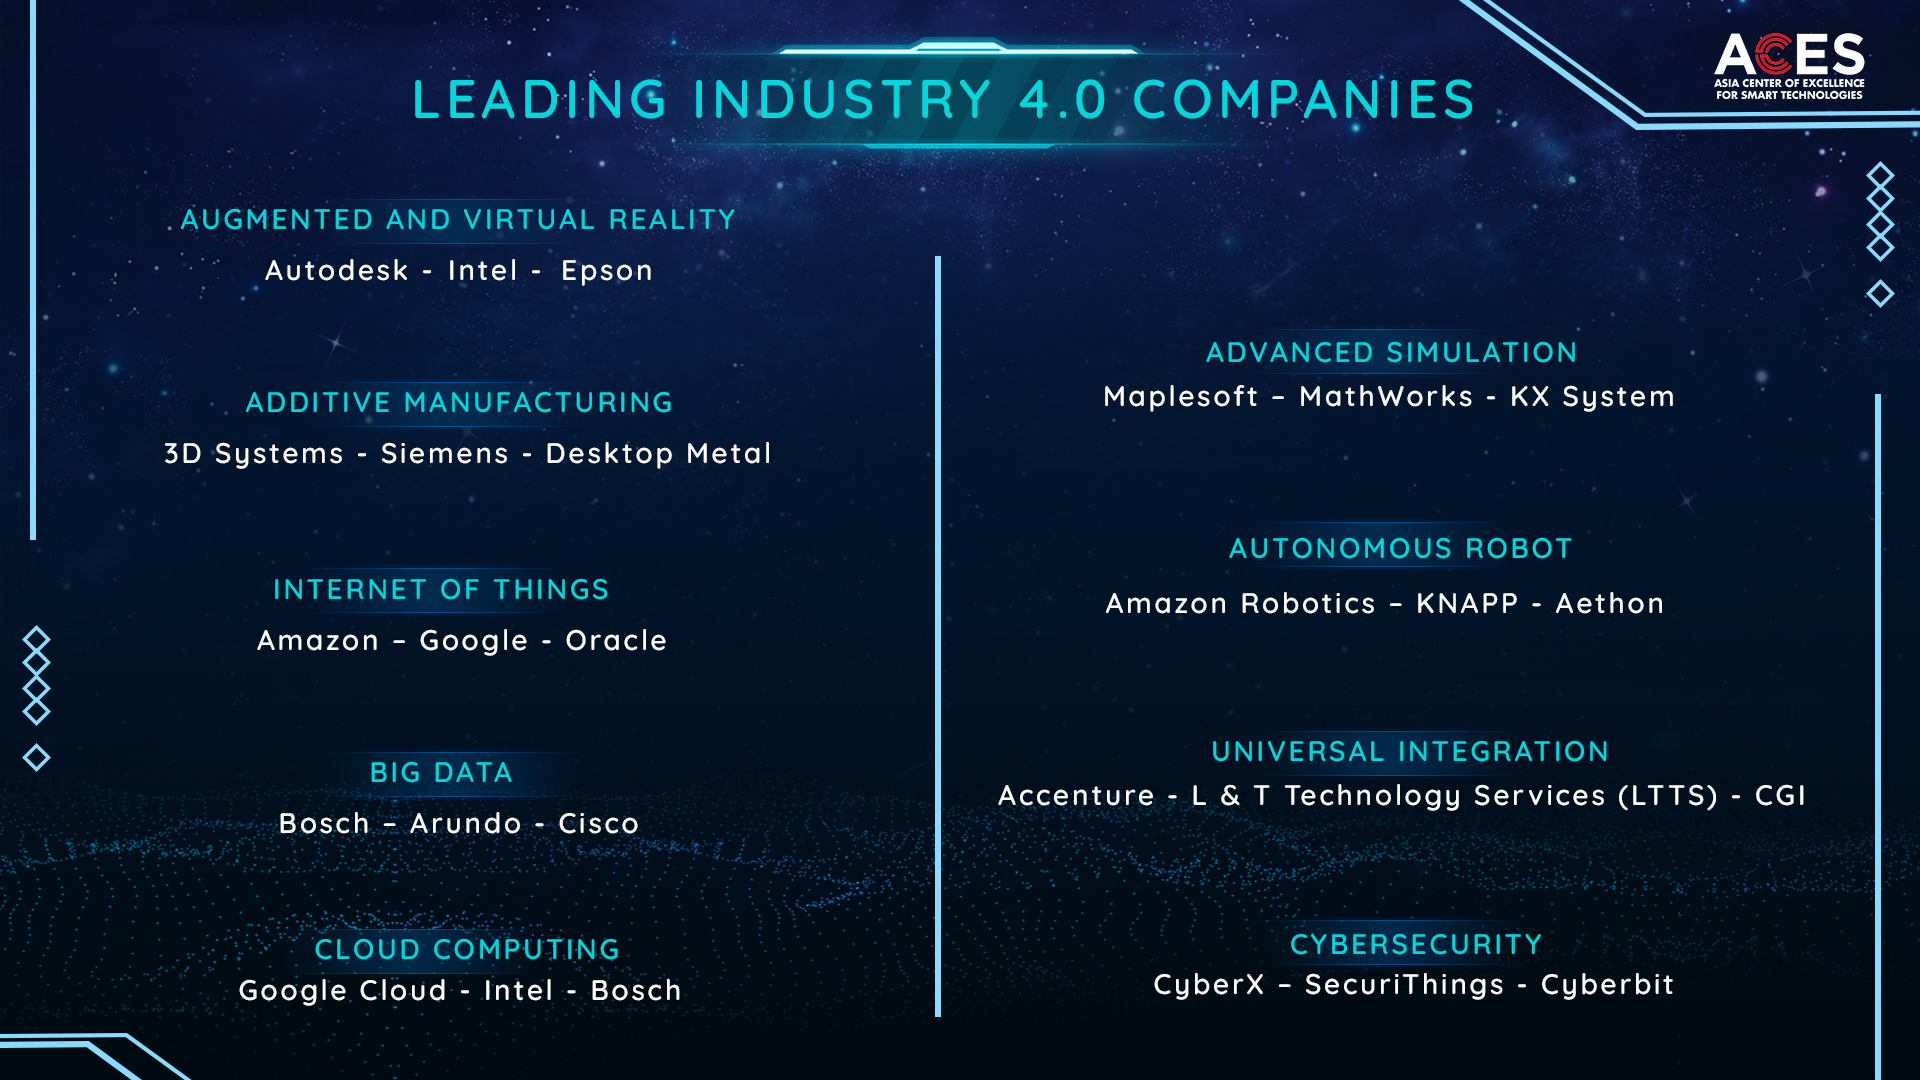 LEADING INDUSTRY 4.0 COMPANIES
ACES
ASIA CENTER OF EXCELLENCE
FOR SMART TECHNOLOGIES
AUGMENTED AND VIRTUAL REALITY
Autodesk - Intel - Epson
ADDITIVE MANUFACTURING
3D Systems - Siemens - Desktop Metal
INTERNET OF THINGS
Amazon – Google - Oracle
BIG DATA
Bosch – Arundo - Cisco
CLOUD COMPUTING
Google Cloud - Intel - Bosch
ADVANCED SIMULATION
Maplesoft – MathWorks - KX System
AUTONOMOUS ROBOT
Amazon Robotics – KNAPP - Aethon
UNIVERSAL INTEGRATION
Accenture - L & T Technology Services (LTTS) - CGI
CYBERSECURITY
CyberX – SecuriThings - Cyberbit